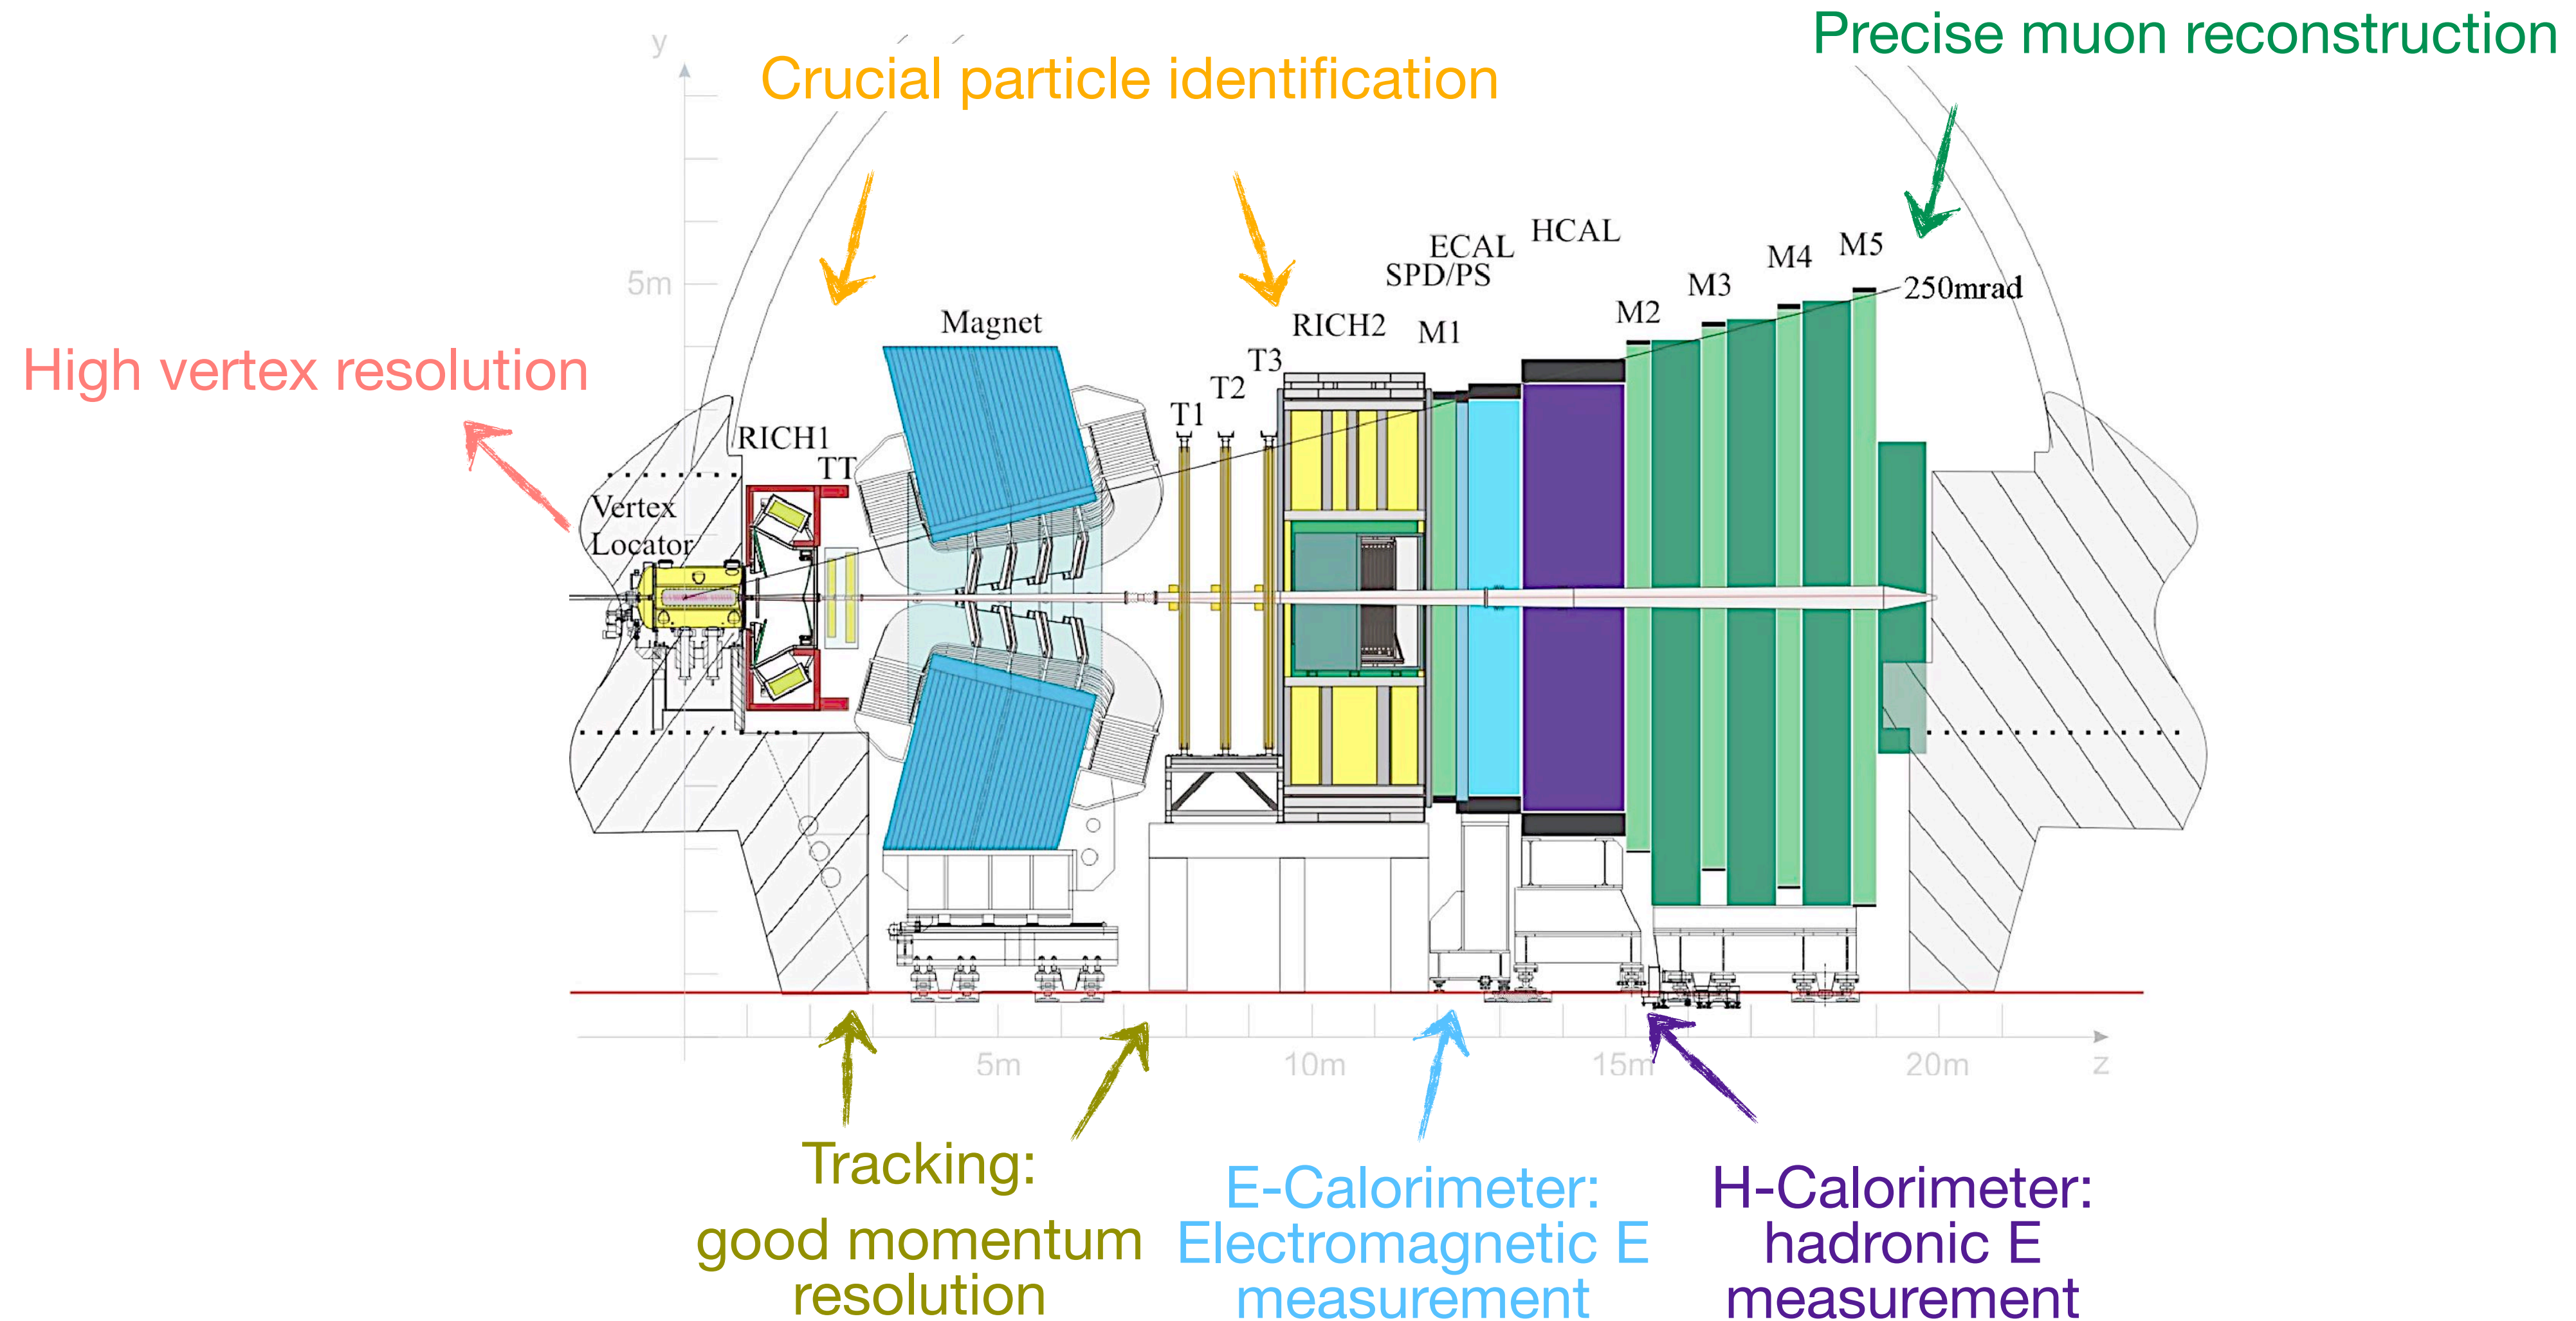 Precise muon reconstruction
y
Crucial particle identification
HCAL
ECAL
SPD/PS
M5
M4
M3
M2
250mrad
5m
Magnet
RICH2
M1
T3
T2
T1
High vertex resolution
RICH1
TT
Vertex
Locator
5m
10m
15m
20m
z
Tracking:
good momentum
resolution
E-Calorimeter:
Electromagnetic E
measurement
H-Calorimeter:
hadronic E
measurement